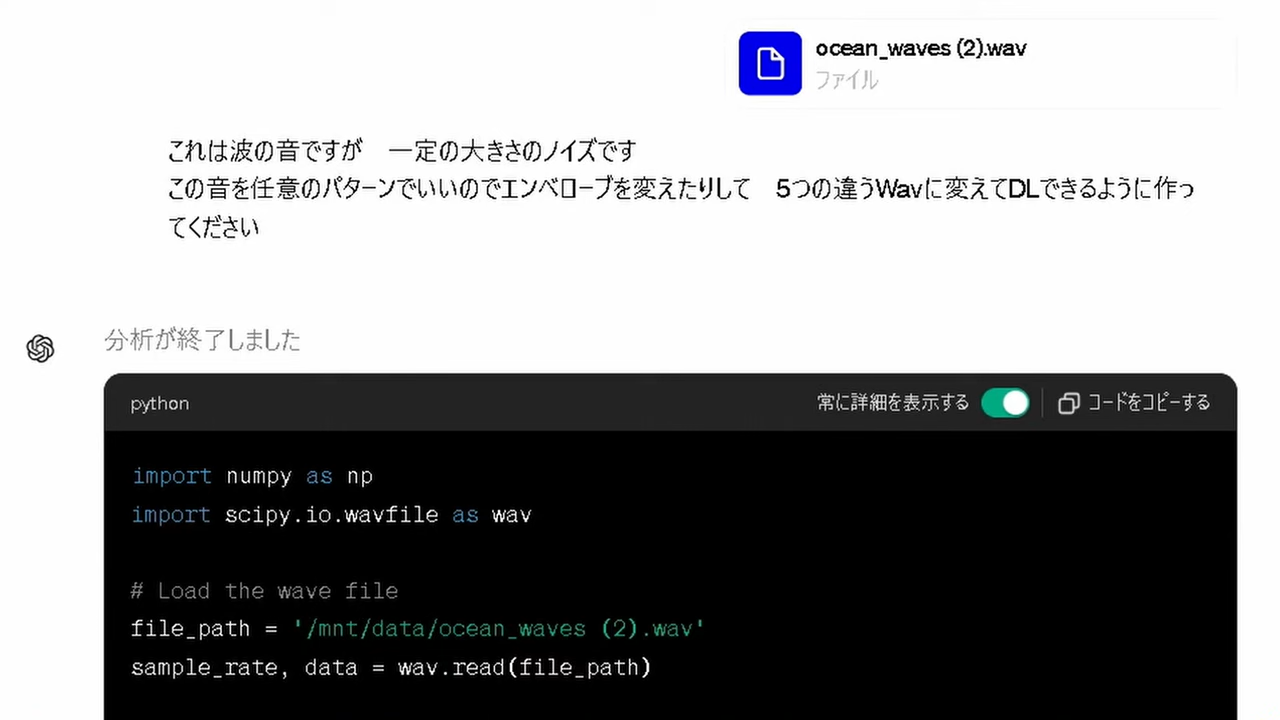 ocean_waves (2).wav
ファイル
これは波の音ですが　一定の大きさのノイズです
この音を任意のパターンでいいのでエンベロープを変えたりして　5つの違うWavに変えてDLできるように作っ
てください
分析が終了しました
python 常に詳細を表示する コードをコピーする
import numpy as np
import scipy.io.wavfile as wav
# Load the wave file
file_path = '/mnt/data/ocean_waves (2).wav'
sample_rate, data = wav.read(file_path)